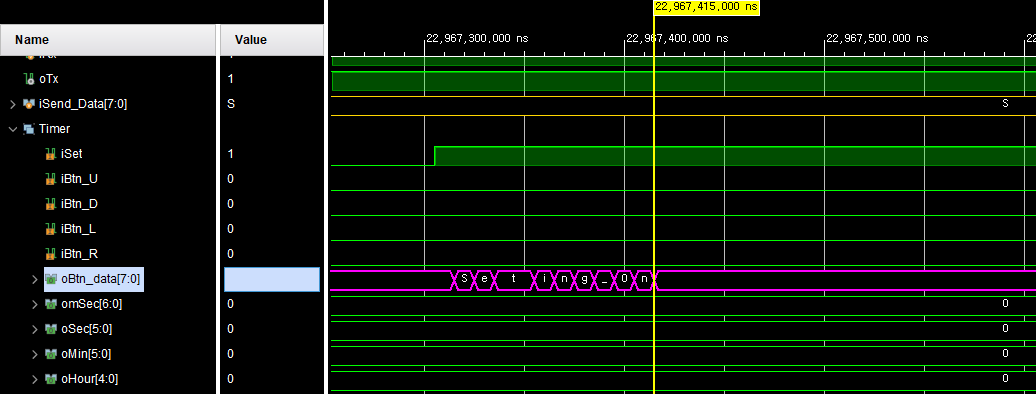 22,967,415,000 ns
Name
Value
22,967,300,000 ns
22,967,400,000 ns
22,967,500,000 ns
oTx
1
iSend_Data[7:0]
S
S
Timer
iSet
1
iBtn_U
0
iBtn_D
0
iBtn_L
0
iBtn_R
0
oBtn_data[7:0]
S e t i n g _ O n
omSec[6:0]
0
0
oSec[5:0]
0
0
oMin[5:0]
0
0
oHour[4:0]
0
0